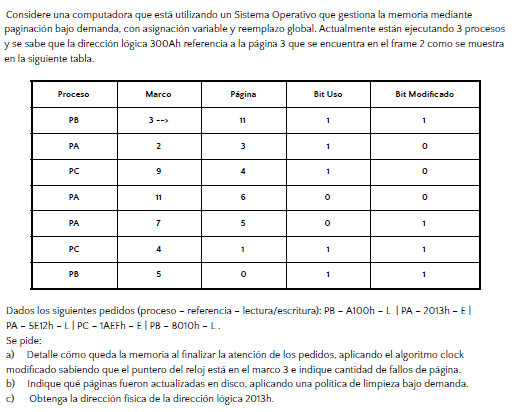 Considere una computadora que está utilizando un Sistema Operativo que gestiona la memoria mediante
paginación bajo demanda, con asignación variable y reemplazo global. Actualmente están ejecutando 3 procesos
y se sabe que la dirección lógica 300Ah referencia a la página 3 que se encuentra en el frame 2 como se muestra
en la siguiente tabla.
Proceso Marco Página Bit Uso Bit Modificado
PB 3 --> 11 1 1
PA 2 3 1 0
PC 9 4 1 0
PA 11 6 0 0
PA 7 5 0 1
PC 4 1 1 1
PB 5 0 1 1
Dados los siguientes pedidos (proceso – referencia – lectura/escritura): PB – A100h – L | PA – 2013h – E |
PA – 5E12h – L | PC – 1AEFh – E | PB – B010h – L .
Se pide:
a) Detalle cómo queda la memoria al finalizar la atención de los pedidos, aplicando el algoritmo clock
modificado sabiendo que el puntero del reloj está en el marco 3 e indique cantidad de fallos de página.
b) Indique qué páginas fueron actualizadas en disco, aplicando una política de limpieza bajo demanda.
c) Obtenga la dirección física de la dirección lógica 2013h.